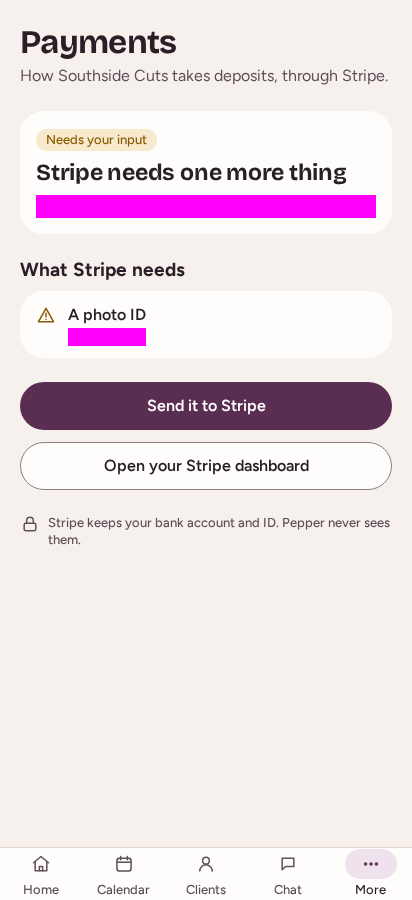 Payments
How Southside Cuts takes deposits, through Stripe.
Needs your input
Stripe needs one more thing
What Stripe needs
A photo ID
Send it to Stripe
Open your Stripe dashboard
Stripe keeps your bank account and ID. Pepper never sees
them.
Home
Calendar
Clients
Chat
More